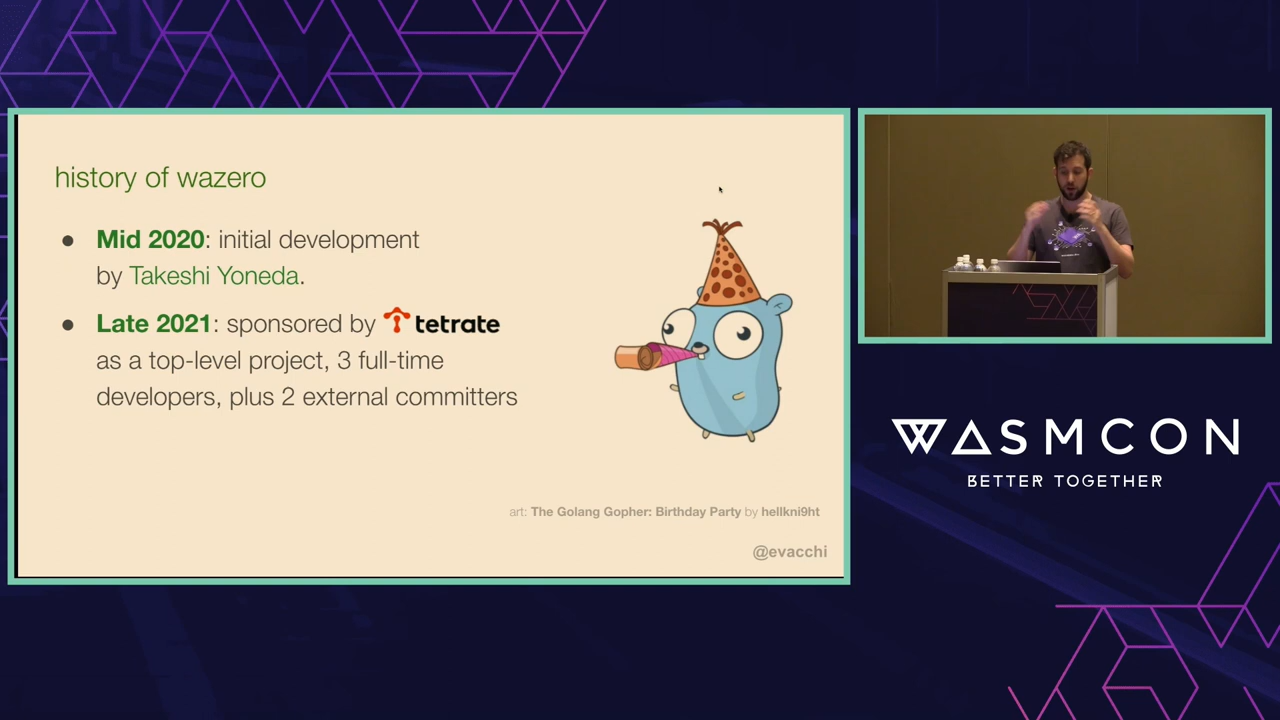 history of wazero
● Mid 2020: initial development
by Takeshi Yoneda.
● Late 2021: sponsored by tetrate
as a top-level project, 3 full-time
developers, plus 2 external committers
art: The Golang Gopher: Birthday Party by hellkni9ht
@evacchi
WASMCON
BETTER TOGETHER